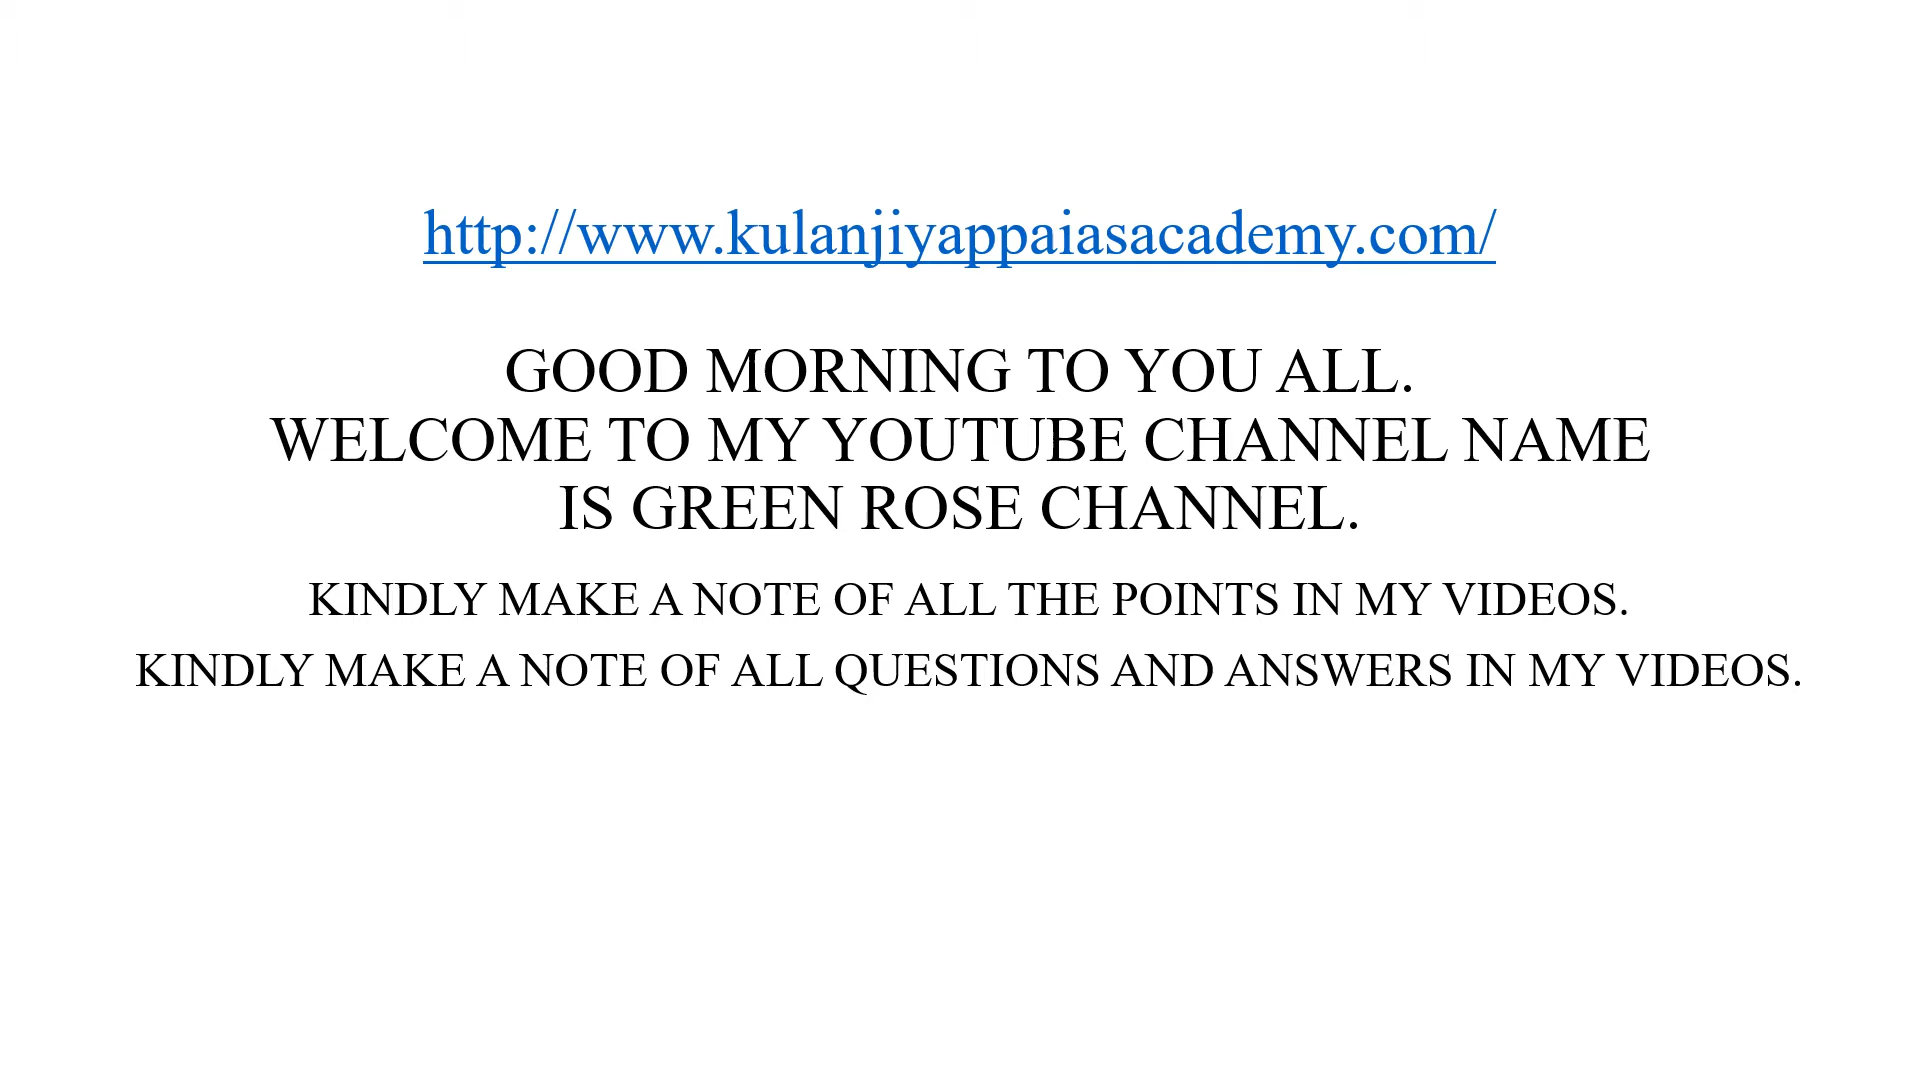 http://www.kulanjiyappaiasacademy.com/
GOOD MORNING TO YOU ALL.
WELCOME TO MY YOUTUBE CHANNEL NAME
IS GREEN ROSE CHANNEL.
KINDLY MAKE A NOTE OF ALL THE POINTS IN MY VIDEOS.
KINDLY MAKE A NOTE OF ALL QUESTIONS AND ANSWERS IN MY VIDEOS.